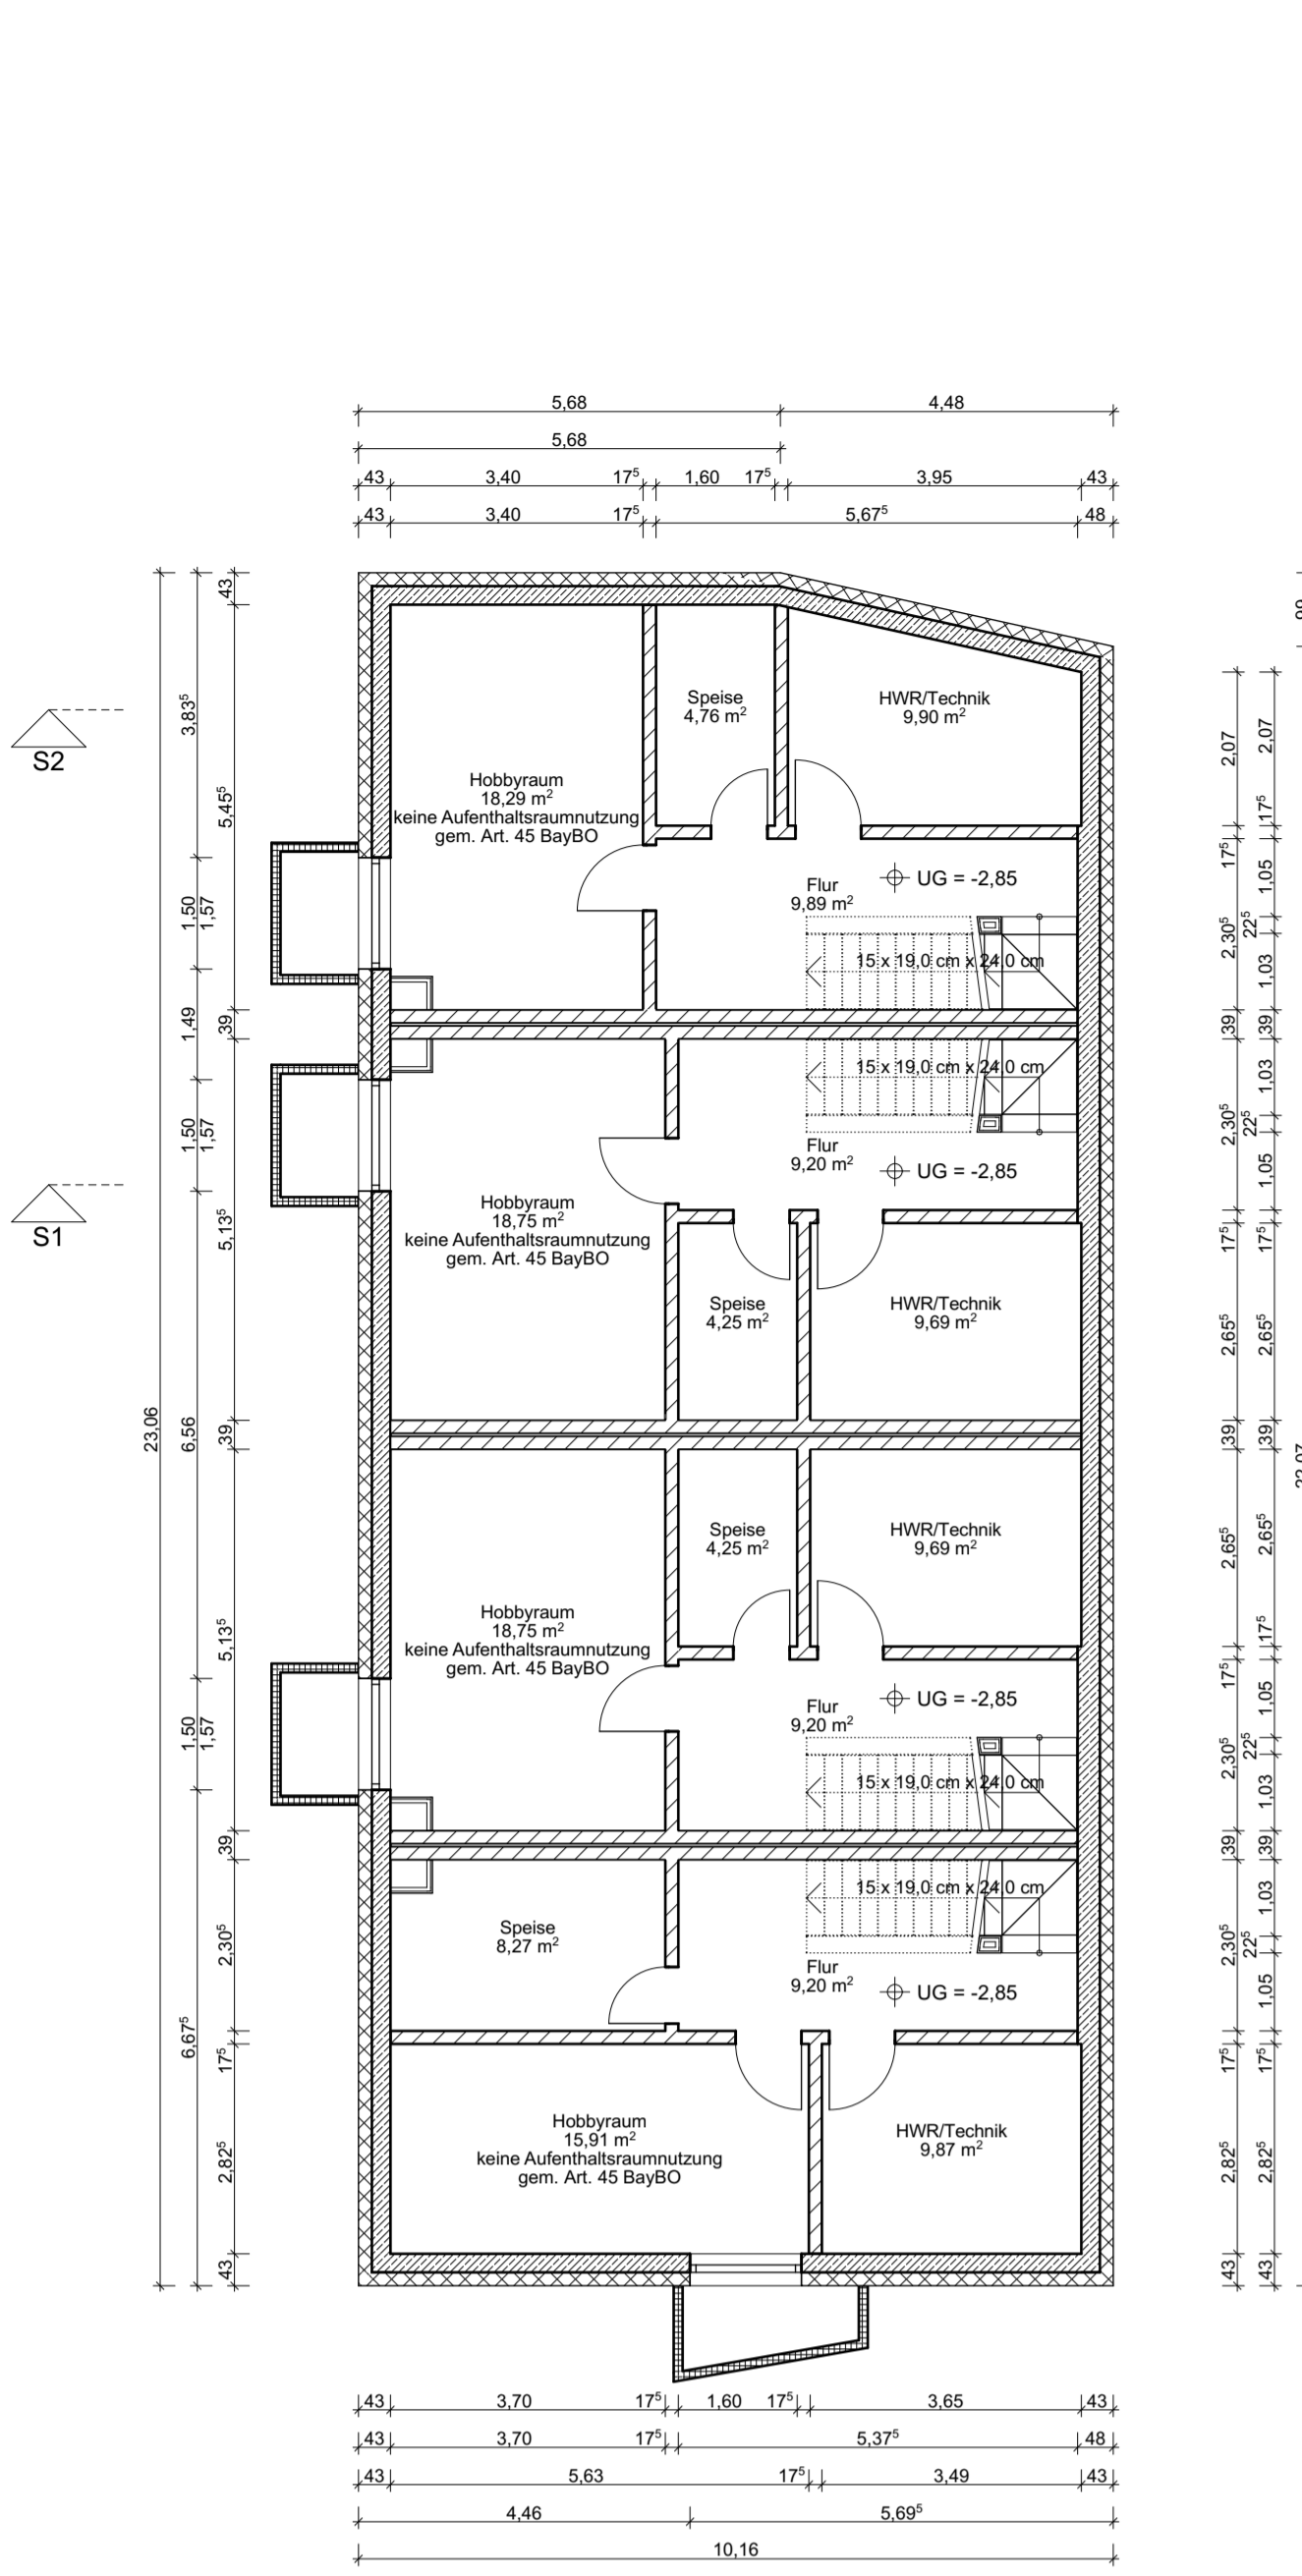 5,68 4,48
5,68
43 3,40 17⁵ 1,60 17⁵ 3,95 43
43 3,40 17⁵ 5,67⁵ 48
43
3,83⁵
5,45⁵
1,50
1,57
1,49
39
1,50
1,57
5,13⁵
23,06
6,56
39
5,13⁵
1,50
1,57
39
2,30⁵
6,67⁵
17⁵
2,82⁵
43
S2
S1
Speise
4,76 m²
HWR/Technik
9,90 m²
Hobbyraum
18,29 m²
keine Aufenthaltsraumnutzung
gem. Art. 45 BayBO
Flur
9,89 m²
UG = -2,85
15 x 19,0 cm x 24,0 cm
15 x 19,0 cm x 24,0 cm
Flur
9,20 m²
UG = -2,85
Hobbyraum
18,75 m²
keine Aufenthaltsraumnutzung
gem. Art. 45 BayBO
Speise
4,25 m²
HWR/Technik
9,69 m²
Speise
4,25 m²
HWR/Technik
9,69 m²
Hobbyraum
18,75 m²
keine Aufenthaltsraumnutzung
gem. Art. 45 BayBO
Flur
9,20 m²
UG = -2,85
15 x 19,0 cm x 24,0 cm
15 x 19,0 cm x 24,0 cm
Speise
8,27 m²
Flur
9,20 m²
UG = -2,85
Hobbyraum
15,91 m²
keine Aufenthaltsraumnutzung
gem. Art. 45 BayBO
HWR/Technik
9,87 m²
2,07
17⁵
2,30⁵
39
2,30⁵
17⁵
2,65⁵
39
2,65⁵
17⁵
2,30⁵
39
2,30⁵
17⁵
2,82⁵
43
2,07
17⁵
1,05
22⁵
1,03
39
1,03
22⁵
1,05
17⁵
2,65⁵
39
2,65⁵
17⁵
1,05
22⁵
1,03
39
1,03
22⁵
1,05
17⁵
2,82⁵
43
43 3,70 17⁵ 1,60 17⁵ 3,65 43
43 3,70 17⁵ 5,37⁵ 48
43 5,63 17⁵ 3,49 43
4,46 5,69⁵
10,16